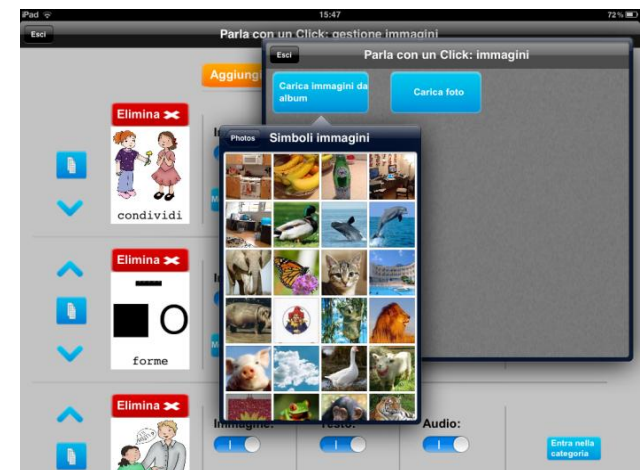 iPad 15:47 72%
Esci Parla con un Click: gestione immagini
Esci Parla con un Click: immagini
Aggiungi
Carica immagini da
album
Carica foto
Elimina
condividi
Photos Simboli immagini
Elimina
forme
Elimina
Immagine: Testo: Audio:
Entra nella
categoria